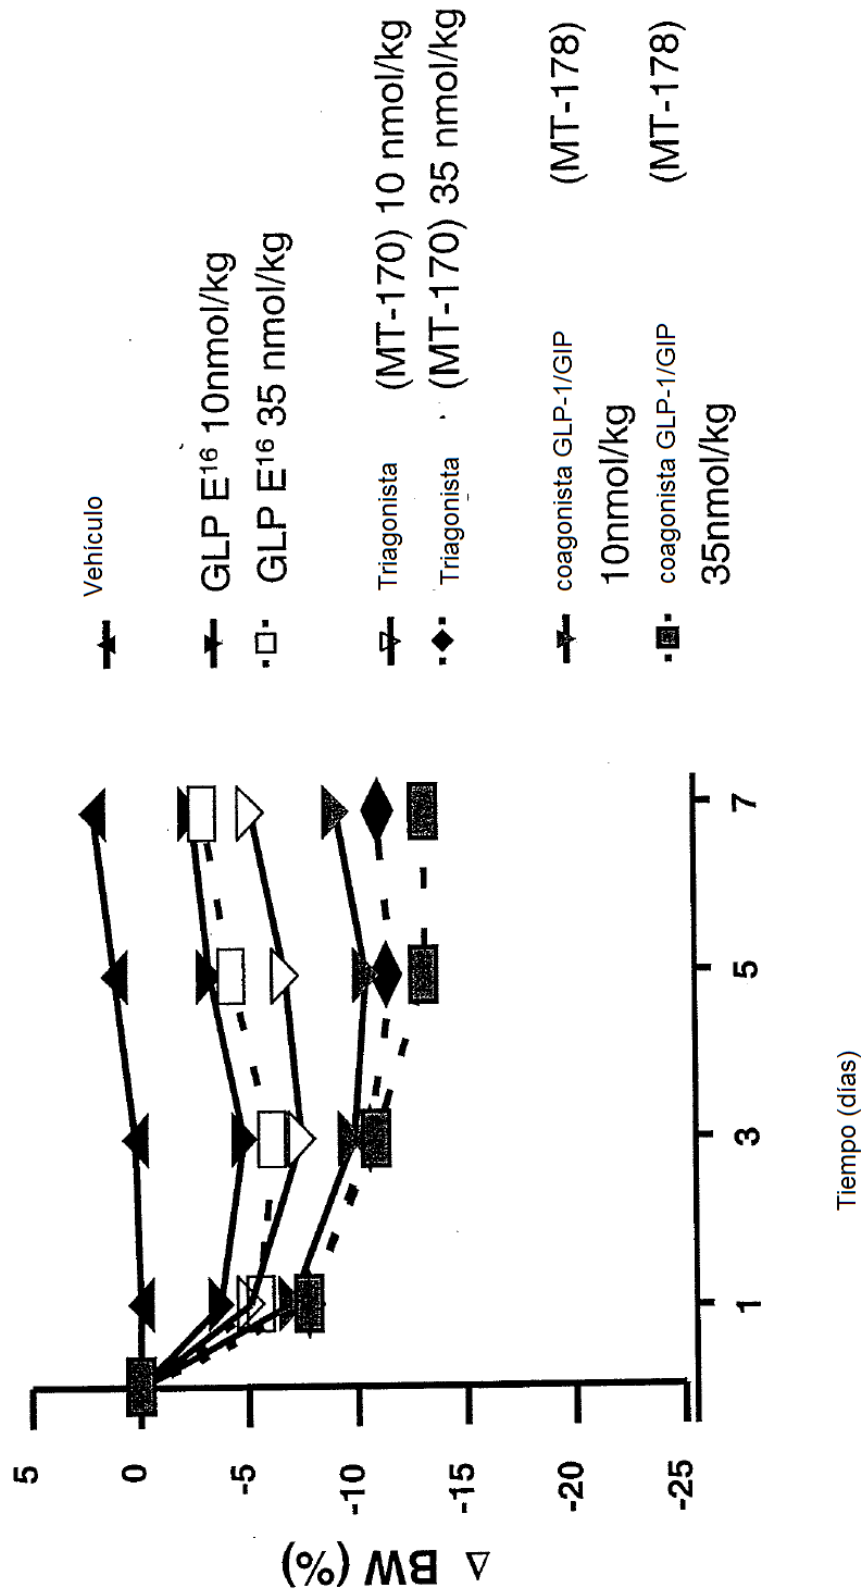 Δ BW (%)
5
0
-5
-10
-15
-20
-25
1
3
5
7
Tiempo (días)
Vehículo
GLP E¹⁶ 10nmol/kg
GLP E¹⁶ 35 nmol/kg
Triagonista (MT-170) 10 nmol/kg
Triagonista (MT-170) 35 nmol/kg
coagonista GLP-1/GIP (MT-178)
10nmol/kg
coagonista GLP-1/GIP (MT-178)
35nmol/kg